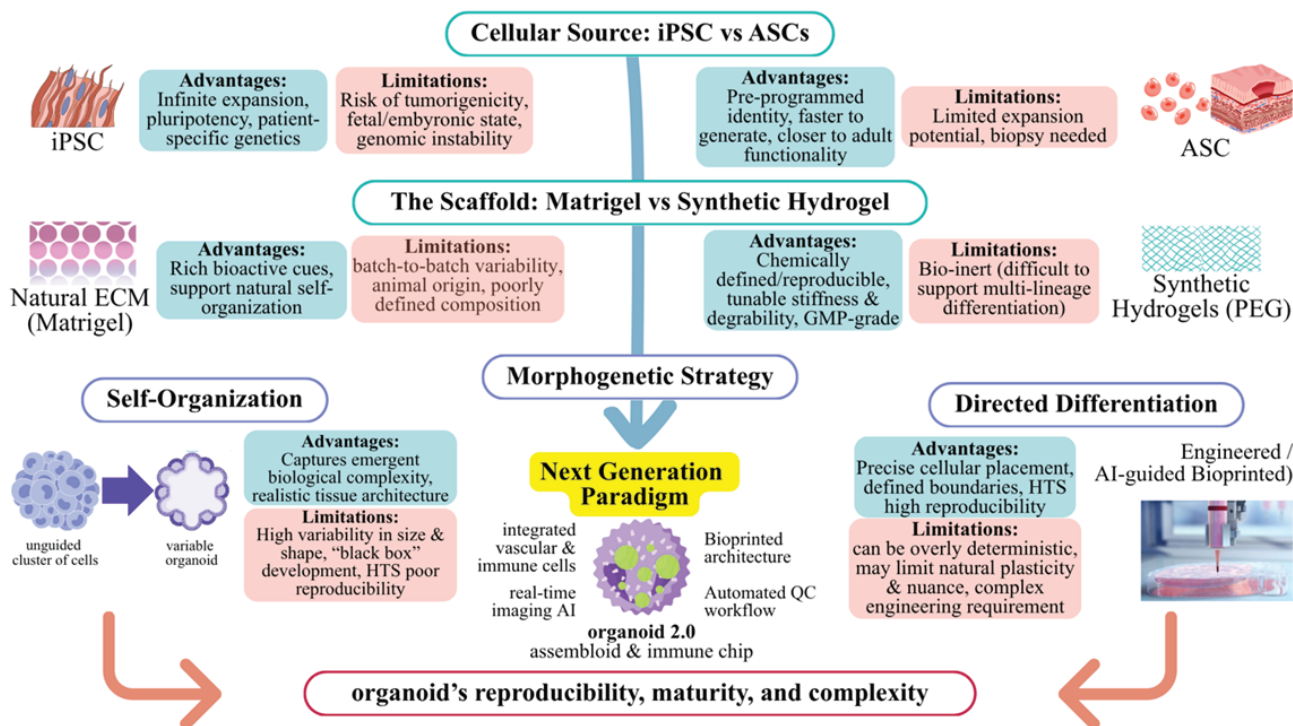 Cellular Source: iPSC vs ASCs
iPSC
Advantages:
Infinite expansion,
pluripotency, patient-
specific genetics
Limitations:
Risk of tumorigenicity,
fetal/embyronic state,
genomic instability
Advantages:
Pre-programmed
identity, faster to
generate, closer to adult
functionality
Limitations:
Limited expansion
potential, biopsy needed
ASC
The Scaffold: Matrigel vs Synthetic Hydrogel
Natural ECM
(Matrigel)
Advantages:
Rich bioactive cues,
support natural self-
organization
Limitations:
batch-to-batch variability,
animal origin, poorly
defined composition
Advantages:
Chemically
defined/reproducible,
tunable stiffness &
degrability, GMP-grade
Limitations:
Bio-inert (difficult to
support multi-lineage
differentiation)
Synthetic
Hydrogels (PEG)
Morphogenetic Strategy
Self-Organization
unguided
cluster of cells
variable
organoid
Advantages:
Captures emergent
biological complexity,
realistic tissue architecture
Limitations:
High variability in size &
shape, “black box”
development, HTS poor
reproducibility
Next Generation
Paradigm
integrated
vascular &
immune cells
real-time
imaging AI
Bioprinted
architecture
Automated QC
workflow
organoid 2.0
assembloid & immune chip
Directed Differentiation
Advantages:
Precise cellular placement,
defined boundaries, HTS
high reproducibility
Limitations:
can be overly deterministic,
may limit natural plasticity
& nuance, complex
engineering requirement
Engineered /
AI-guided Bioprinted)
organoid’s reproducibility, maturity, and complexity